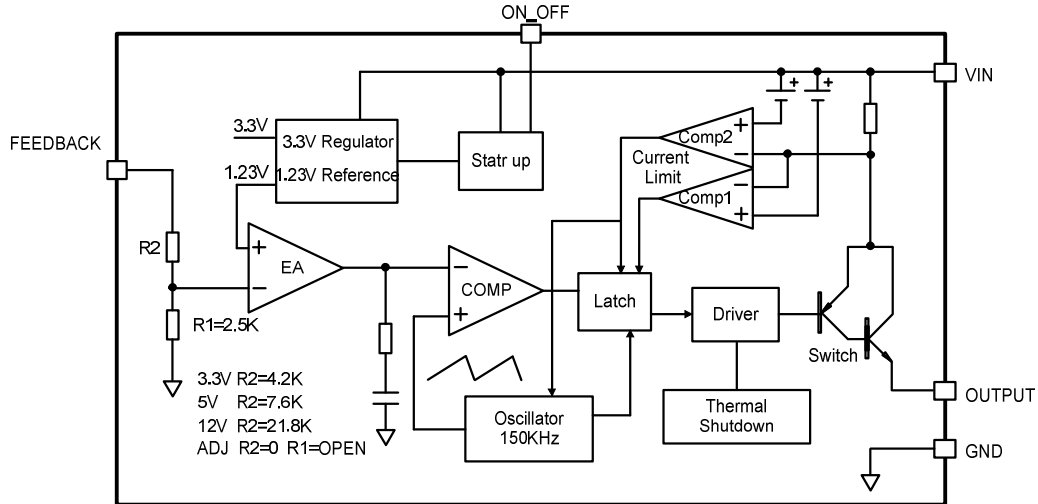 ON_OFF
VIN
FEEDBACK
3.3V
3.3V Regulator
1.23V
1.23V Reference
Statr up
Comp2
Current
Limit
Comp1
+
−
−
+
+
+
R2
+
EA
−
−
COMP
+
Latch
Driver
Switch
R1=2.5K
3.3V R2=4.2K
5V R2=7.6K
12V R2=21.8K
ADJ R2=0 R1=OPEN
Oscillator
150KHz
Thermal
Shutdown
OUTPUT
GND